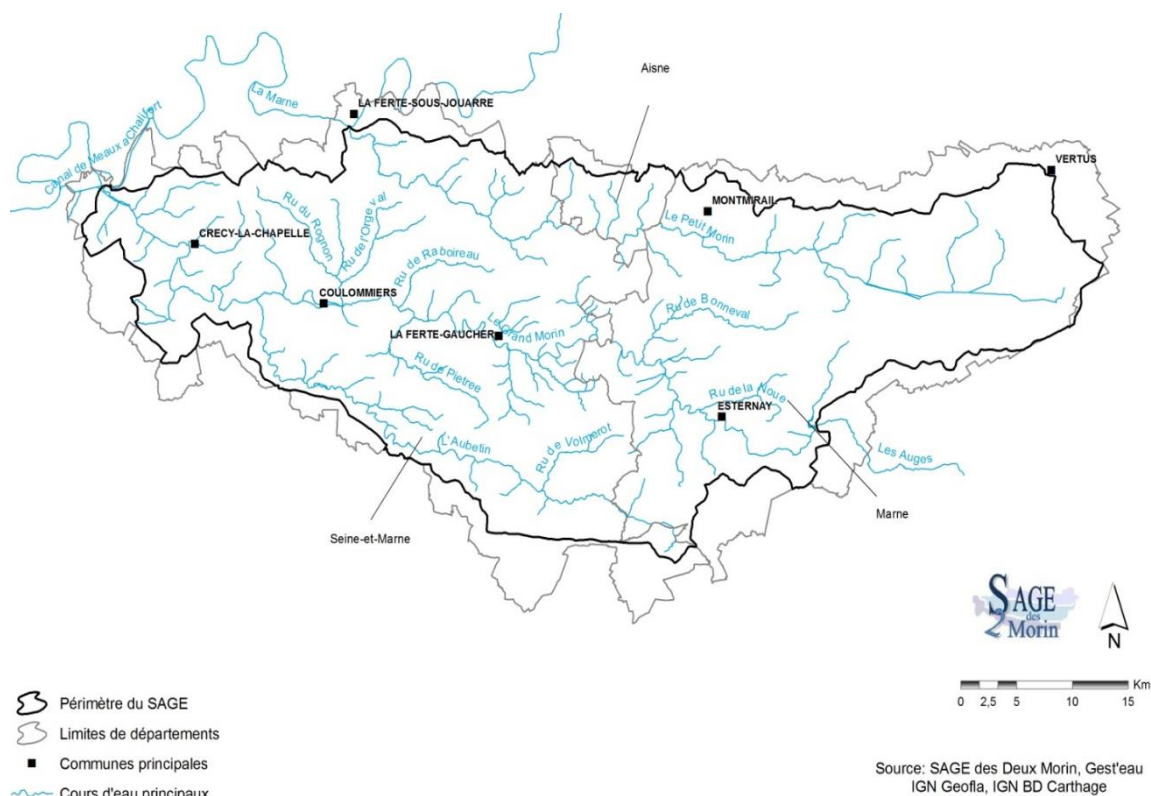 Aisne
La Marne
LA FERTE-SOUS-JOUARRE
Canal de Meaux a Chalifort
VERTUS
MONTMIRAIL
Le Petit Morin
Ru du Rognon
Ru de l'Orgeval
CRECY-LA-CHAPELLE
Ru de Raboireau
COULOMMIERS
Ru de Bonneval
LA FERTE-GAUCHER
Le Grand Morin
Ru de Pietree
Ru de la Noue
ESTERNAY
L'Aubetin
Ru de Volmerot
Les Auges
Marne
Seine-et-Marne
SAGE
des
2 Morin
N
Km
0 2,5 5 10 15
Périmètre du SAGE
Limites de départements
Communes principales
Cours d'eau principaux
Source: SAGE des Deux Morin, Gest'eau
IGN Geofla, IGN BD Carthage